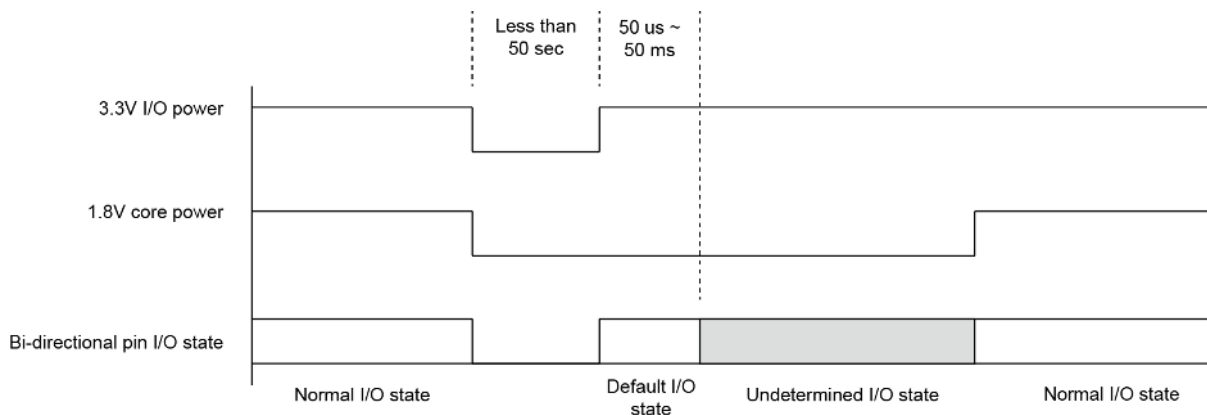 Less than
50 sec
50 us ~
50 ms
3.3V I/O power
1.8V core power
Bi-directional pin I/O state
Normal I/O state
Default I/O
state
Undetermined I/O state
Normal I/O state